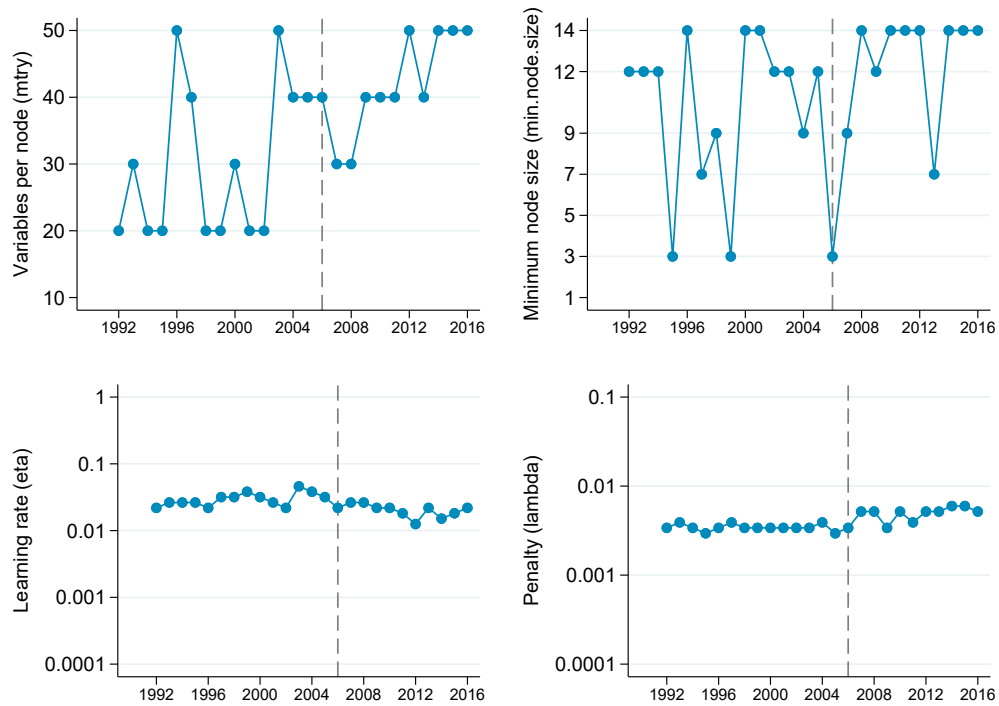 Variables per node (mtry)
50
40
30
20
10
1992 1996 2000 2004 2008 2012 2016
Minimum node size (min.node.size)
14
12
9
7
5
3
1
1992 1996 2000 2004 2008 2012 2016
Learning rate (eta)
1
0.1
0.01
0.001
0.0001
1992 1996 2000 2004 2008 2012 2016
Penalty (lambda)
0.1
0.01
0.001
0.0001
1992 1996 2000 2004 2008 2012 2016